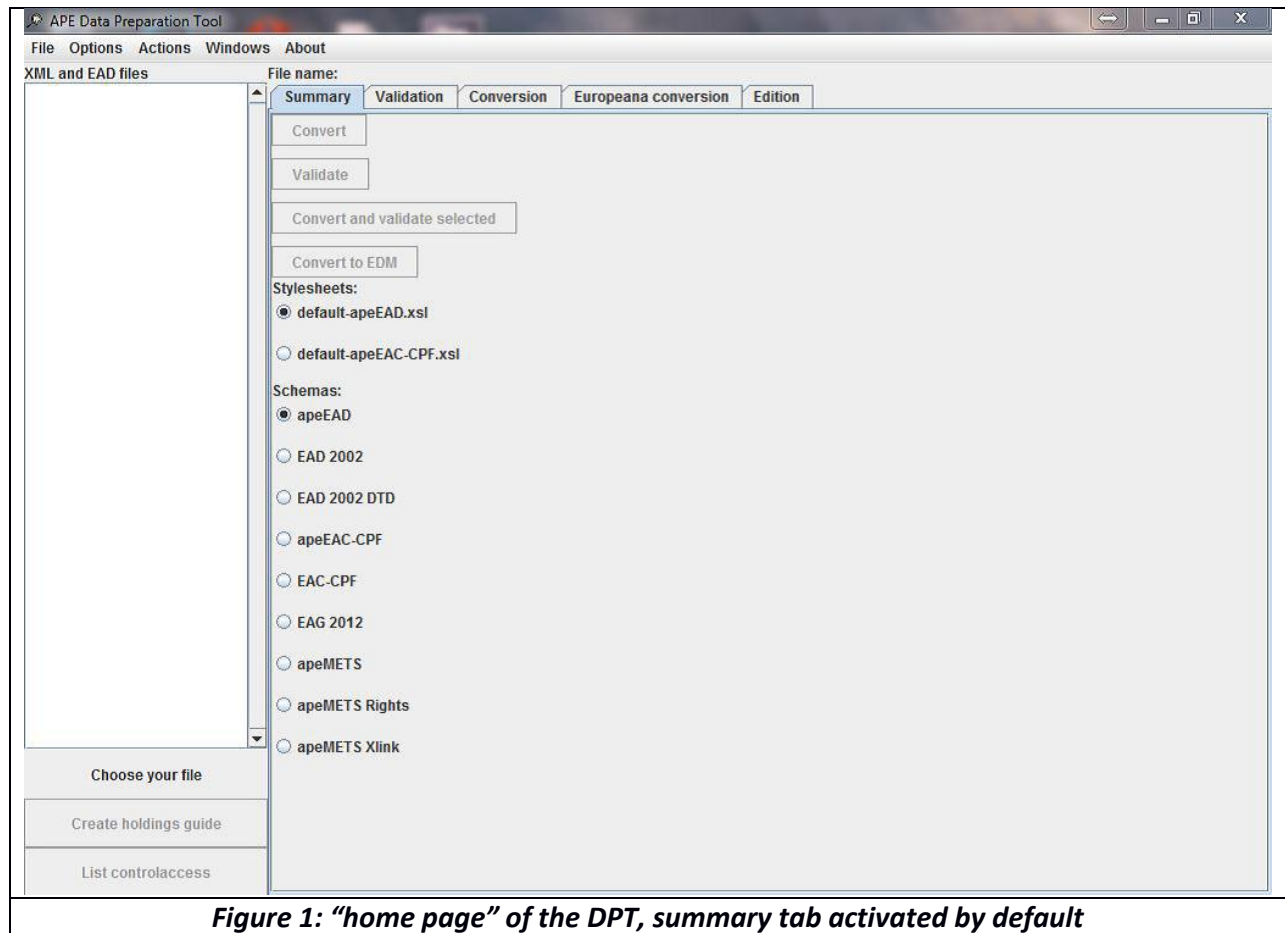 APE Data Preparation Tool
File Options Actions Windows About
XML and EAD files
File name:
Summary Validation Conversion Europeana conversion Edition
Convert
Validate
Convert and validate selected
Convert to EDM
Stylesheets:
default-apeEAD.xsl
default-apeEAC-CPF.xsl
Schemas:
apeEAD
EAD 2002
EAD 2002 DTD
apeEAC-CPF
EAC-CPF
EAG 2012
apeMETS
apeMETS Rights
apeMETS Xlink
Choose your file
Create holdings guide
List controlaccess
Figure 1: “home page” of the DPT, summary tab activated by default